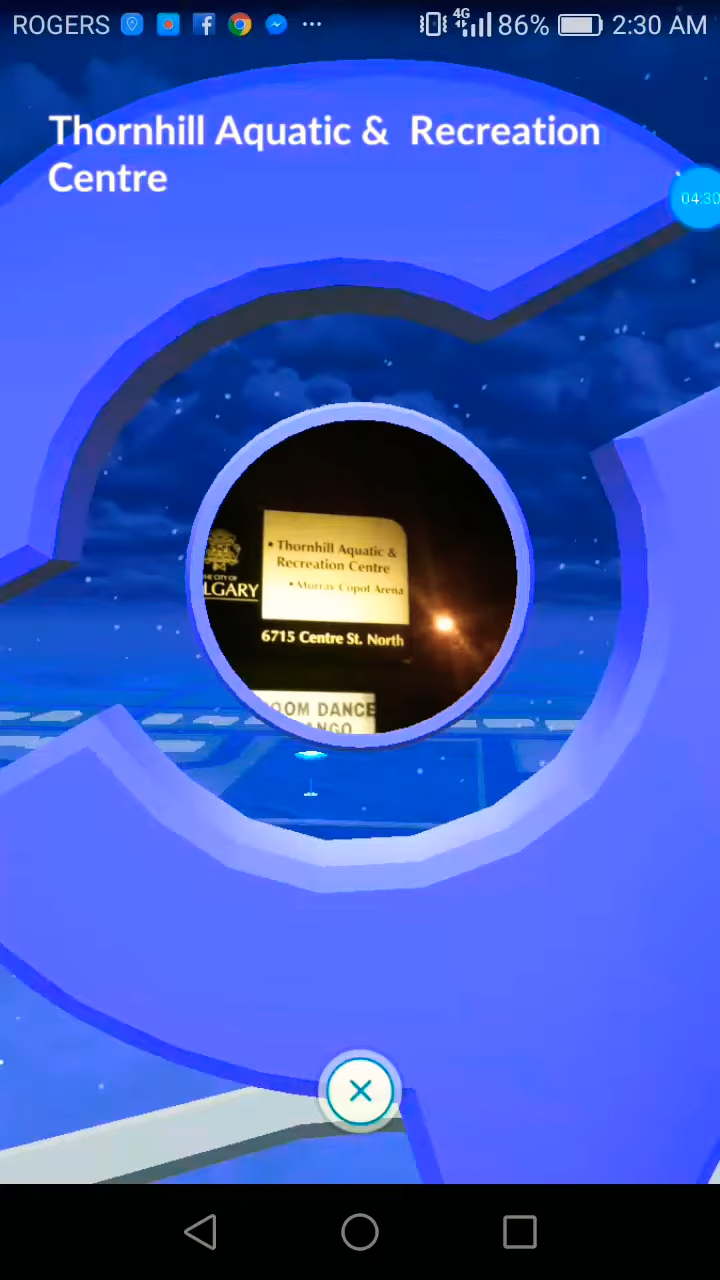 ROGERS 4G 86% 2:30 AM
Thornhill Aquatic & Recreation
Centre
04:30
• Thornhill Aquatic &
Recreation Centre
• Murray Copot Arena
THE CITY OF
LGARY
6715 Centre St. North
OOM DANCE
ANGO